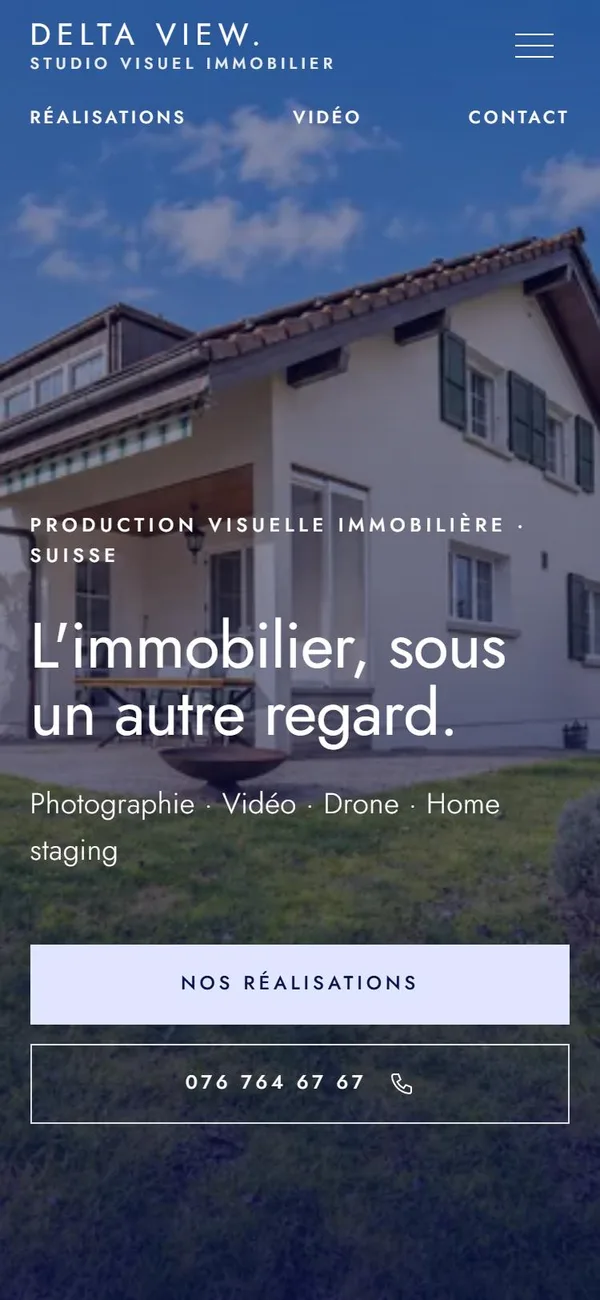 DELTA VIEW.
STUDIO VISUEL IMMOBILIER
RÉALISATIONS VIDÉO CONTACT
PRODUCTION VISUELLE IMMOBILIÈRE ·
SUISSE
L'immobilier, sous
un autre regard.
Photographie · Vidéo · Drone · Home
staging
NOS RÉALISATIONS
076 764 67 67